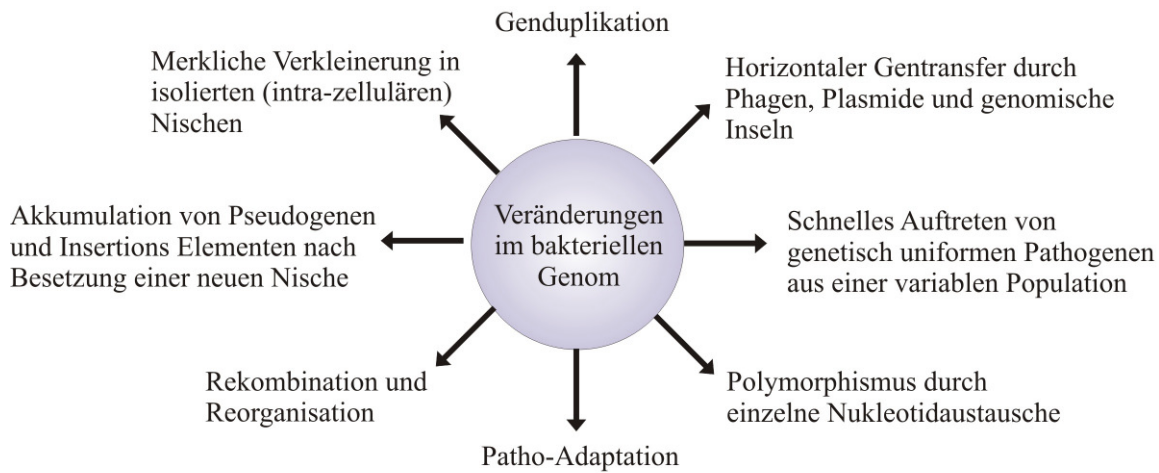 Genduplikation
Merkliche Verkleinerung in
isolierten (intra-zellulären)
Nischen
Horizontaler Gentransfer durch
Phagen, Plasmide und genomische
Inseln
Akkumulation von Pseudogenen
und Insertions Elementen nach
Besetzung einer neuen Nische
Veränderungen
im bakteriellen
Genom
Schnelles Auftreten von
genetisch uniformen Pathogenen
aus einer variablen Population
Rekombination und
Reorganisation
Polymorphismus durch
einzelne Nukleotidaustausche
Patho-Adaptation